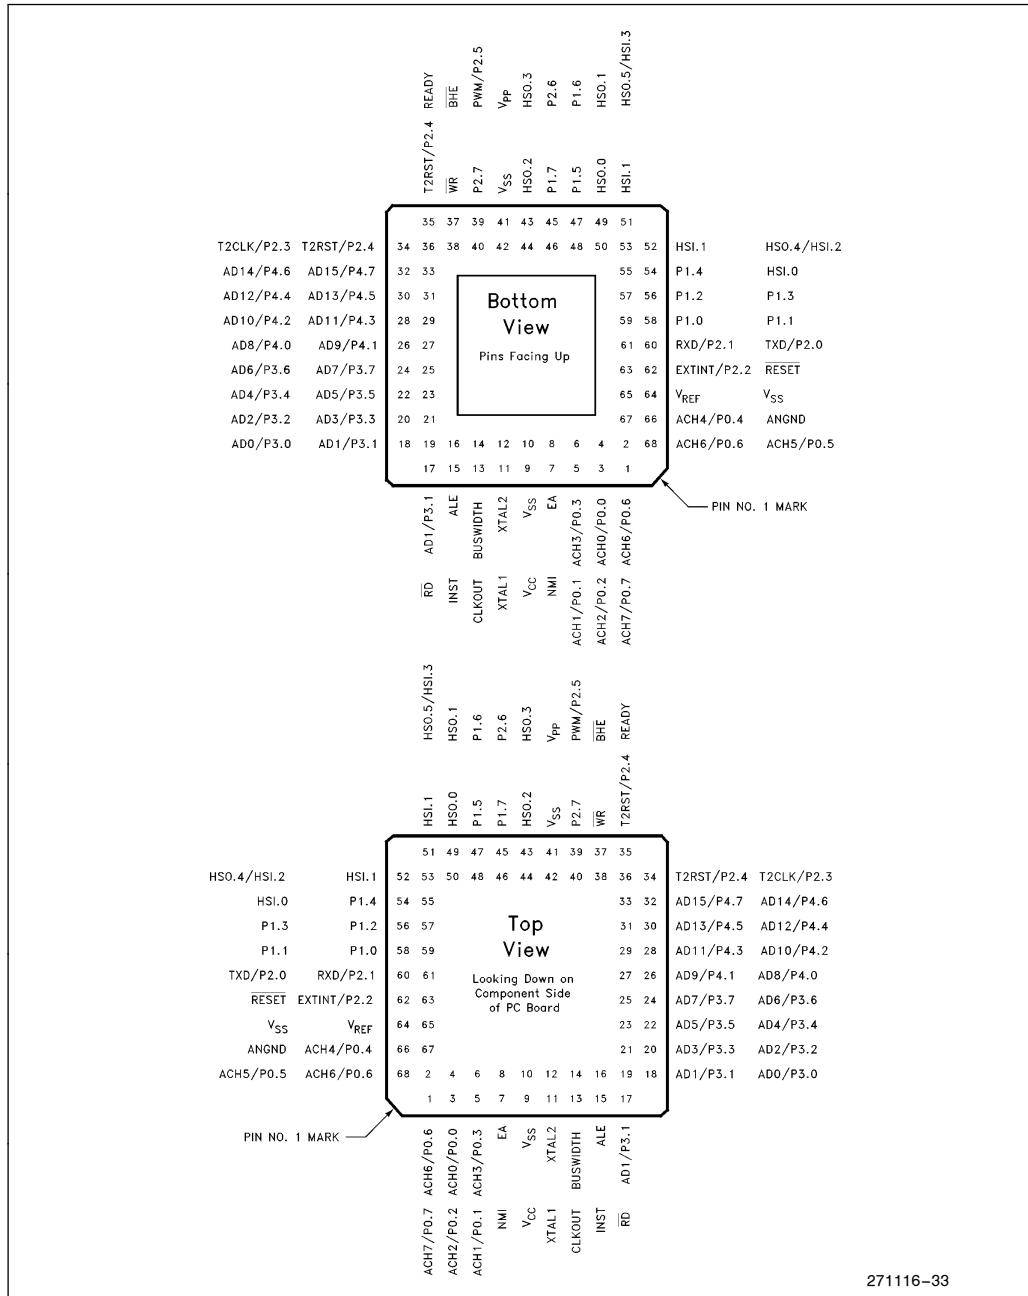 READY BHE PWM/P2.5 VPP HSO.3 P2.6 P1.6 HSO.1 HSO.5/HSI.3
T2RST/P2.4 WR P2.7 VSS HSO.2 P1.7 P1.5 HSO.0 HSI.1
35 37 39 41 43 45 47 49 51
T2CLK/P2.3 T2RST/P2.4 34 36 38 40 42 44 46 48 50 53 52 HSI.1 HSO.4/HSI.2
AD14/P4.6 AD15/P4.7 32 33 55 54 P1.4 HSI.0
AD12/P4.4 AD13/P4.5 30 31 57 56 P1.2 P1.3
AD10/P4.2 AD11/P4.3 28 29 59 58 P1.0 P1.1
AD8/P4.0 AD9/P4.1 26 27 61 60 RXD/P2.1 TXD/P2.0
AD6/P3.6 AD7/P3.7 24 25 63 62 EXTINT/P2.2 RESET
AD4/P3.4 AD5/P3.5 22 23 65 64 VREF VSS
AD2/P3.2 AD3/P3.3 20 21 67 66 ACH4/P0.4 ANGND
AD0/P3.0 AD1/P3.1 18 19 16 14 12 10 8 6 4 2 68 ACH6/P0.6 ACH5/P0.5
17 15 13 11 9 7 5 3 1
Bottom
View
Pins Facing Up
PIN NO. 1 MARK
AD1/P3.1 ALE BUSWIDTH XTAL2 VSS EA ACH3/P0.3 ACH0/P0.0 ACH6/P0.6
RD INST CLKOUT XTAL1 VCC NMI ACH1/P0.1 ACH2/P0.2 ACH7/P0.7
HSO.5/HSI.3 HSO.1 P1.6 P2.6 HSO.3 VPP PWM/P2.5 BHE READY
HSI.1 HSO.0 P1.5 P1.7 HSO.2 VSS P2.7 WR T2RST/P2.4
51 49 47 45 43 41 39 37 35
HSO.4/HSI.2 HSI.1 52 53 50 48 46 44 42 40 38 36 34 T2RST/P2.4 T2CLK/P2.3
HSI.0 P1.4 54 55 33 32 AD15/P4.7 AD14/P4.6
P1.3 P1.2 56 57 31 30 AD13/P4.5 AD12/P4.4
P1.1 P1.0 58 59 29 28 AD11/P4.3 AD10/P4.2
TXD/P2.0 RXD/P2.1 60 61 27 26 AD9/P4.1 AD8/P4.0
RESET EXTINT/P2.2 62 63 25 24 AD7/P3.7 AD6/P3.6
VSS VREF 64 65 23 22 AD5/P3.5 AD4/P3.4
ANGND ACH4/P0.4 66 67 21 20 AD3/P3.3 AD2/P3.2
ACH5/P0.5 ACH6/P0.6 68 2 4 6 8 10 12 14 16 19 18 AD1/P3.1 AD0/P3.0
1 3 5 7 9 11 13 15 17
Top
View
Looking Down on
Component Side
of PC Board
PIN NO. 1 MARK
ACH6/P0.6 ACH0/P0.0 ACH3/P0.3 EA VSS XTAL2 BUSWIDTH ALE AD1/P3.1
ACH7/P0.7 ACH2/P0.2 ACH1/P0.1 NMI VCC XTAL1 CLKOUT INST RD
271116-33